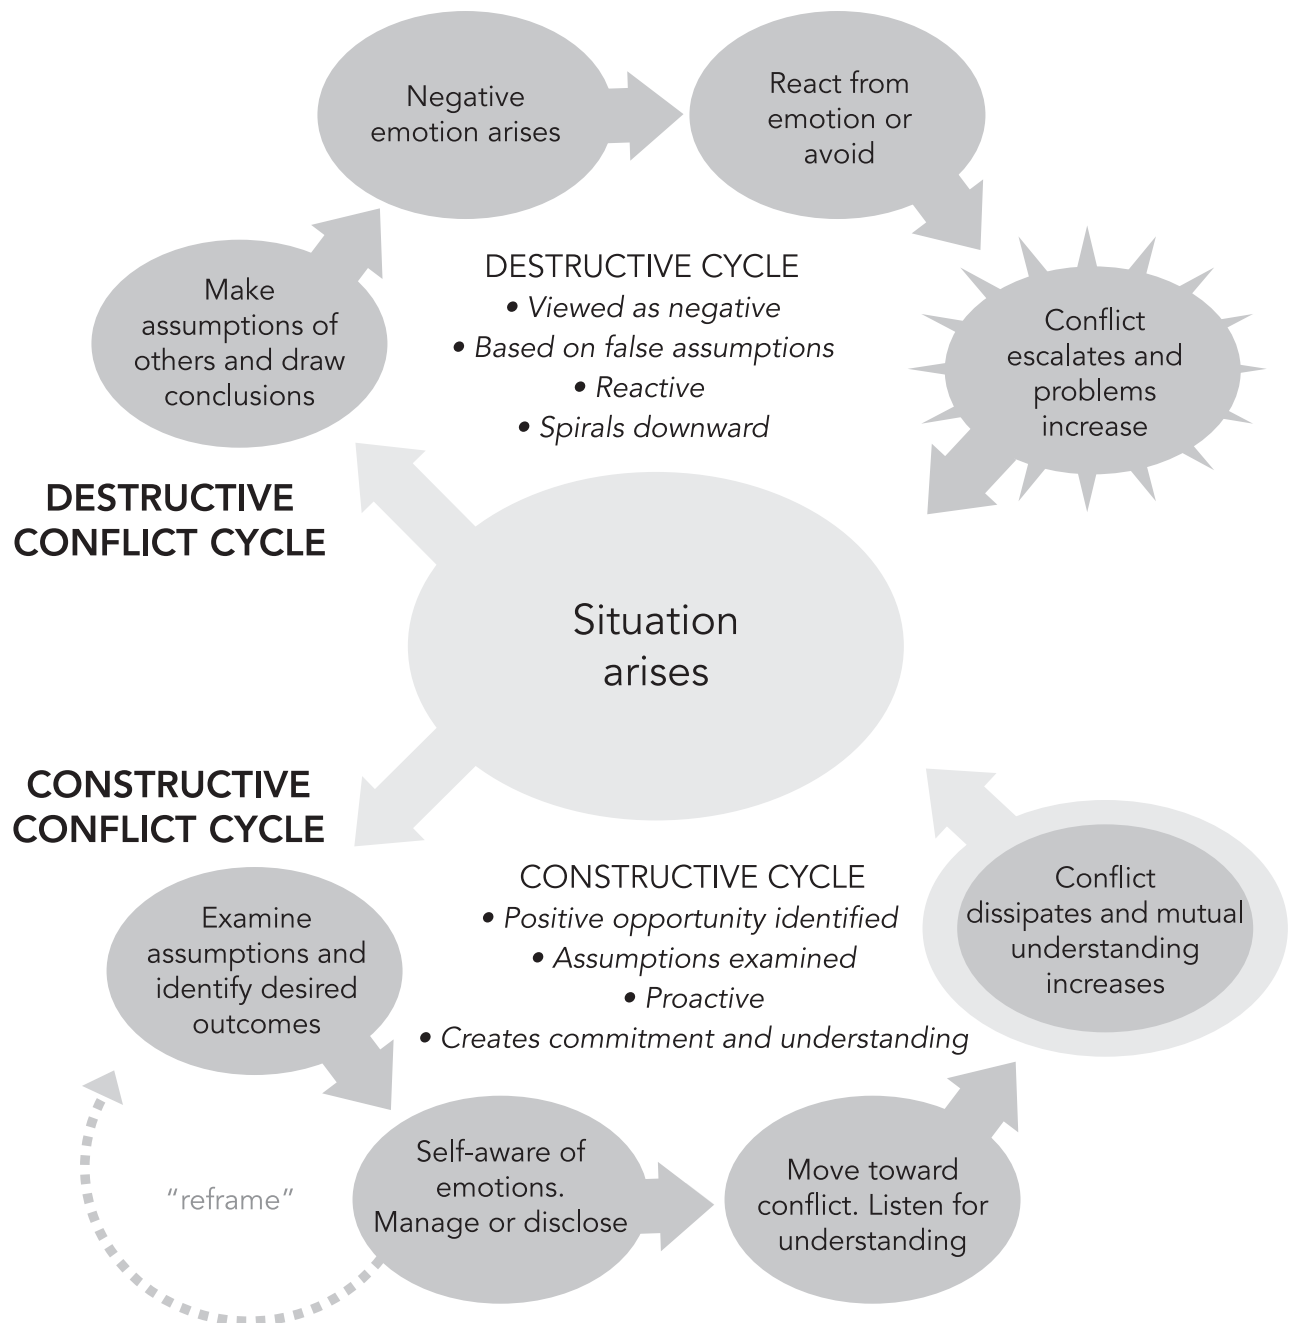 Negative
emotion arises
React from
emotion or
avoid
Make
assumptions of
others and draw
conclusions
DESTRUCTIVE CYCLE
• Viewed as negative
• Based on false assumptions
• Reactive
• Spirals downward
Conflict
escalates and
problems
increase
DESTRUCTIVE
CONFLICT CYCLE
Situation
arises
CONSTRUCTIVE
CONFLICT CYCLE
Examine
assumptions and
identify desired
outcomes
CONSTRUCTIVE CYCLE
• Positive opportunity identified
• Assumptions examined
• Proactive
• Creates commitment and understanding
Conflict
dissipates and mutual
understanding
increases
"reframe"
Self-aware of
emotions.
Manage or disclose
Move toward
conflict. Listen for
understanding